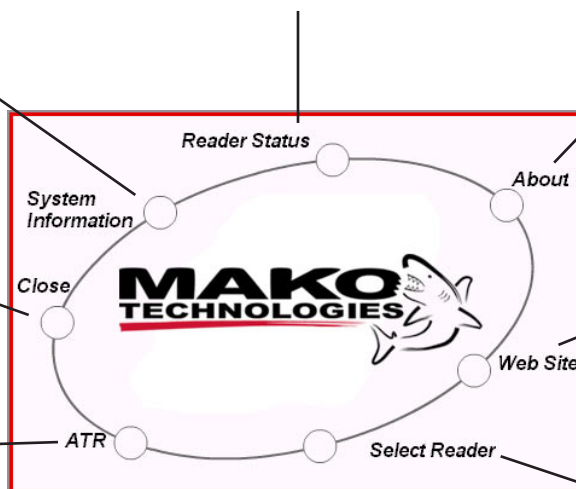 Reader Status
About
System
Information
Close
MAKO
TECHNOLOGIES
Web Site
ATR
Select Reader